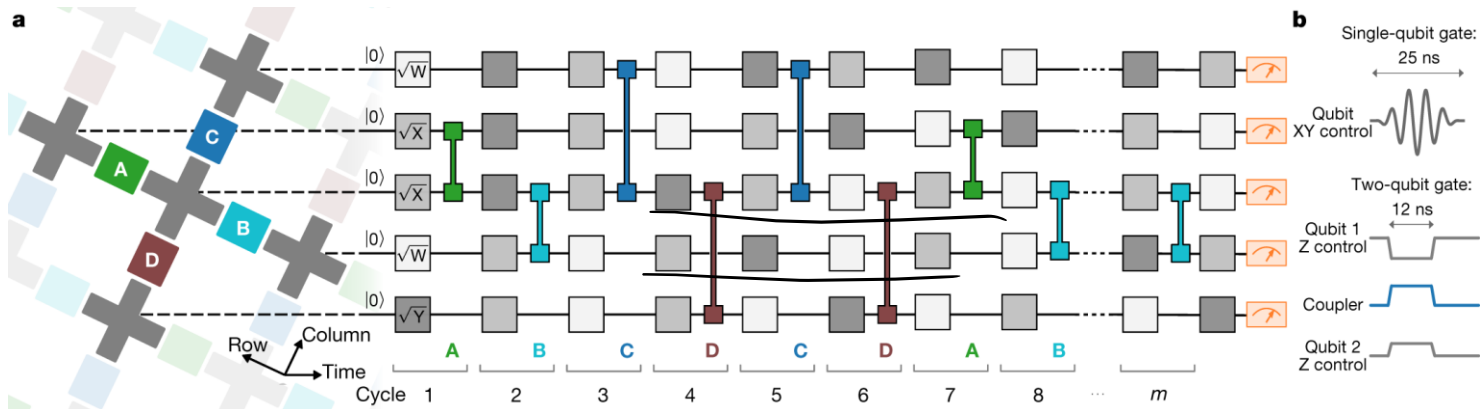 a
C
A
B
D
Row
Column
Time
|0⟩ √W
|0⟩ √X
|0⟩ √X
|0⟩ √W
|0⟩ √Y
A B C D C D A B
Cycle 1 2 3 4 5 6 7 8 ... m
b
Single-qubit gate:
25 ns
Qubit
XY control
Two-qubit gate:
12 ns
Qubit 1
Z control
Coupler
Qubit 2
Z control